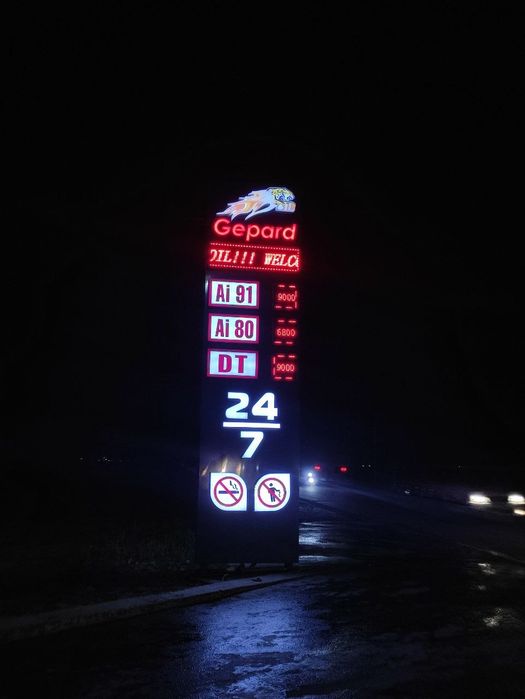 Gepard
OIL!!! WELC
Ai 91 9000
Ai 80 6800
DT 9000
24
7